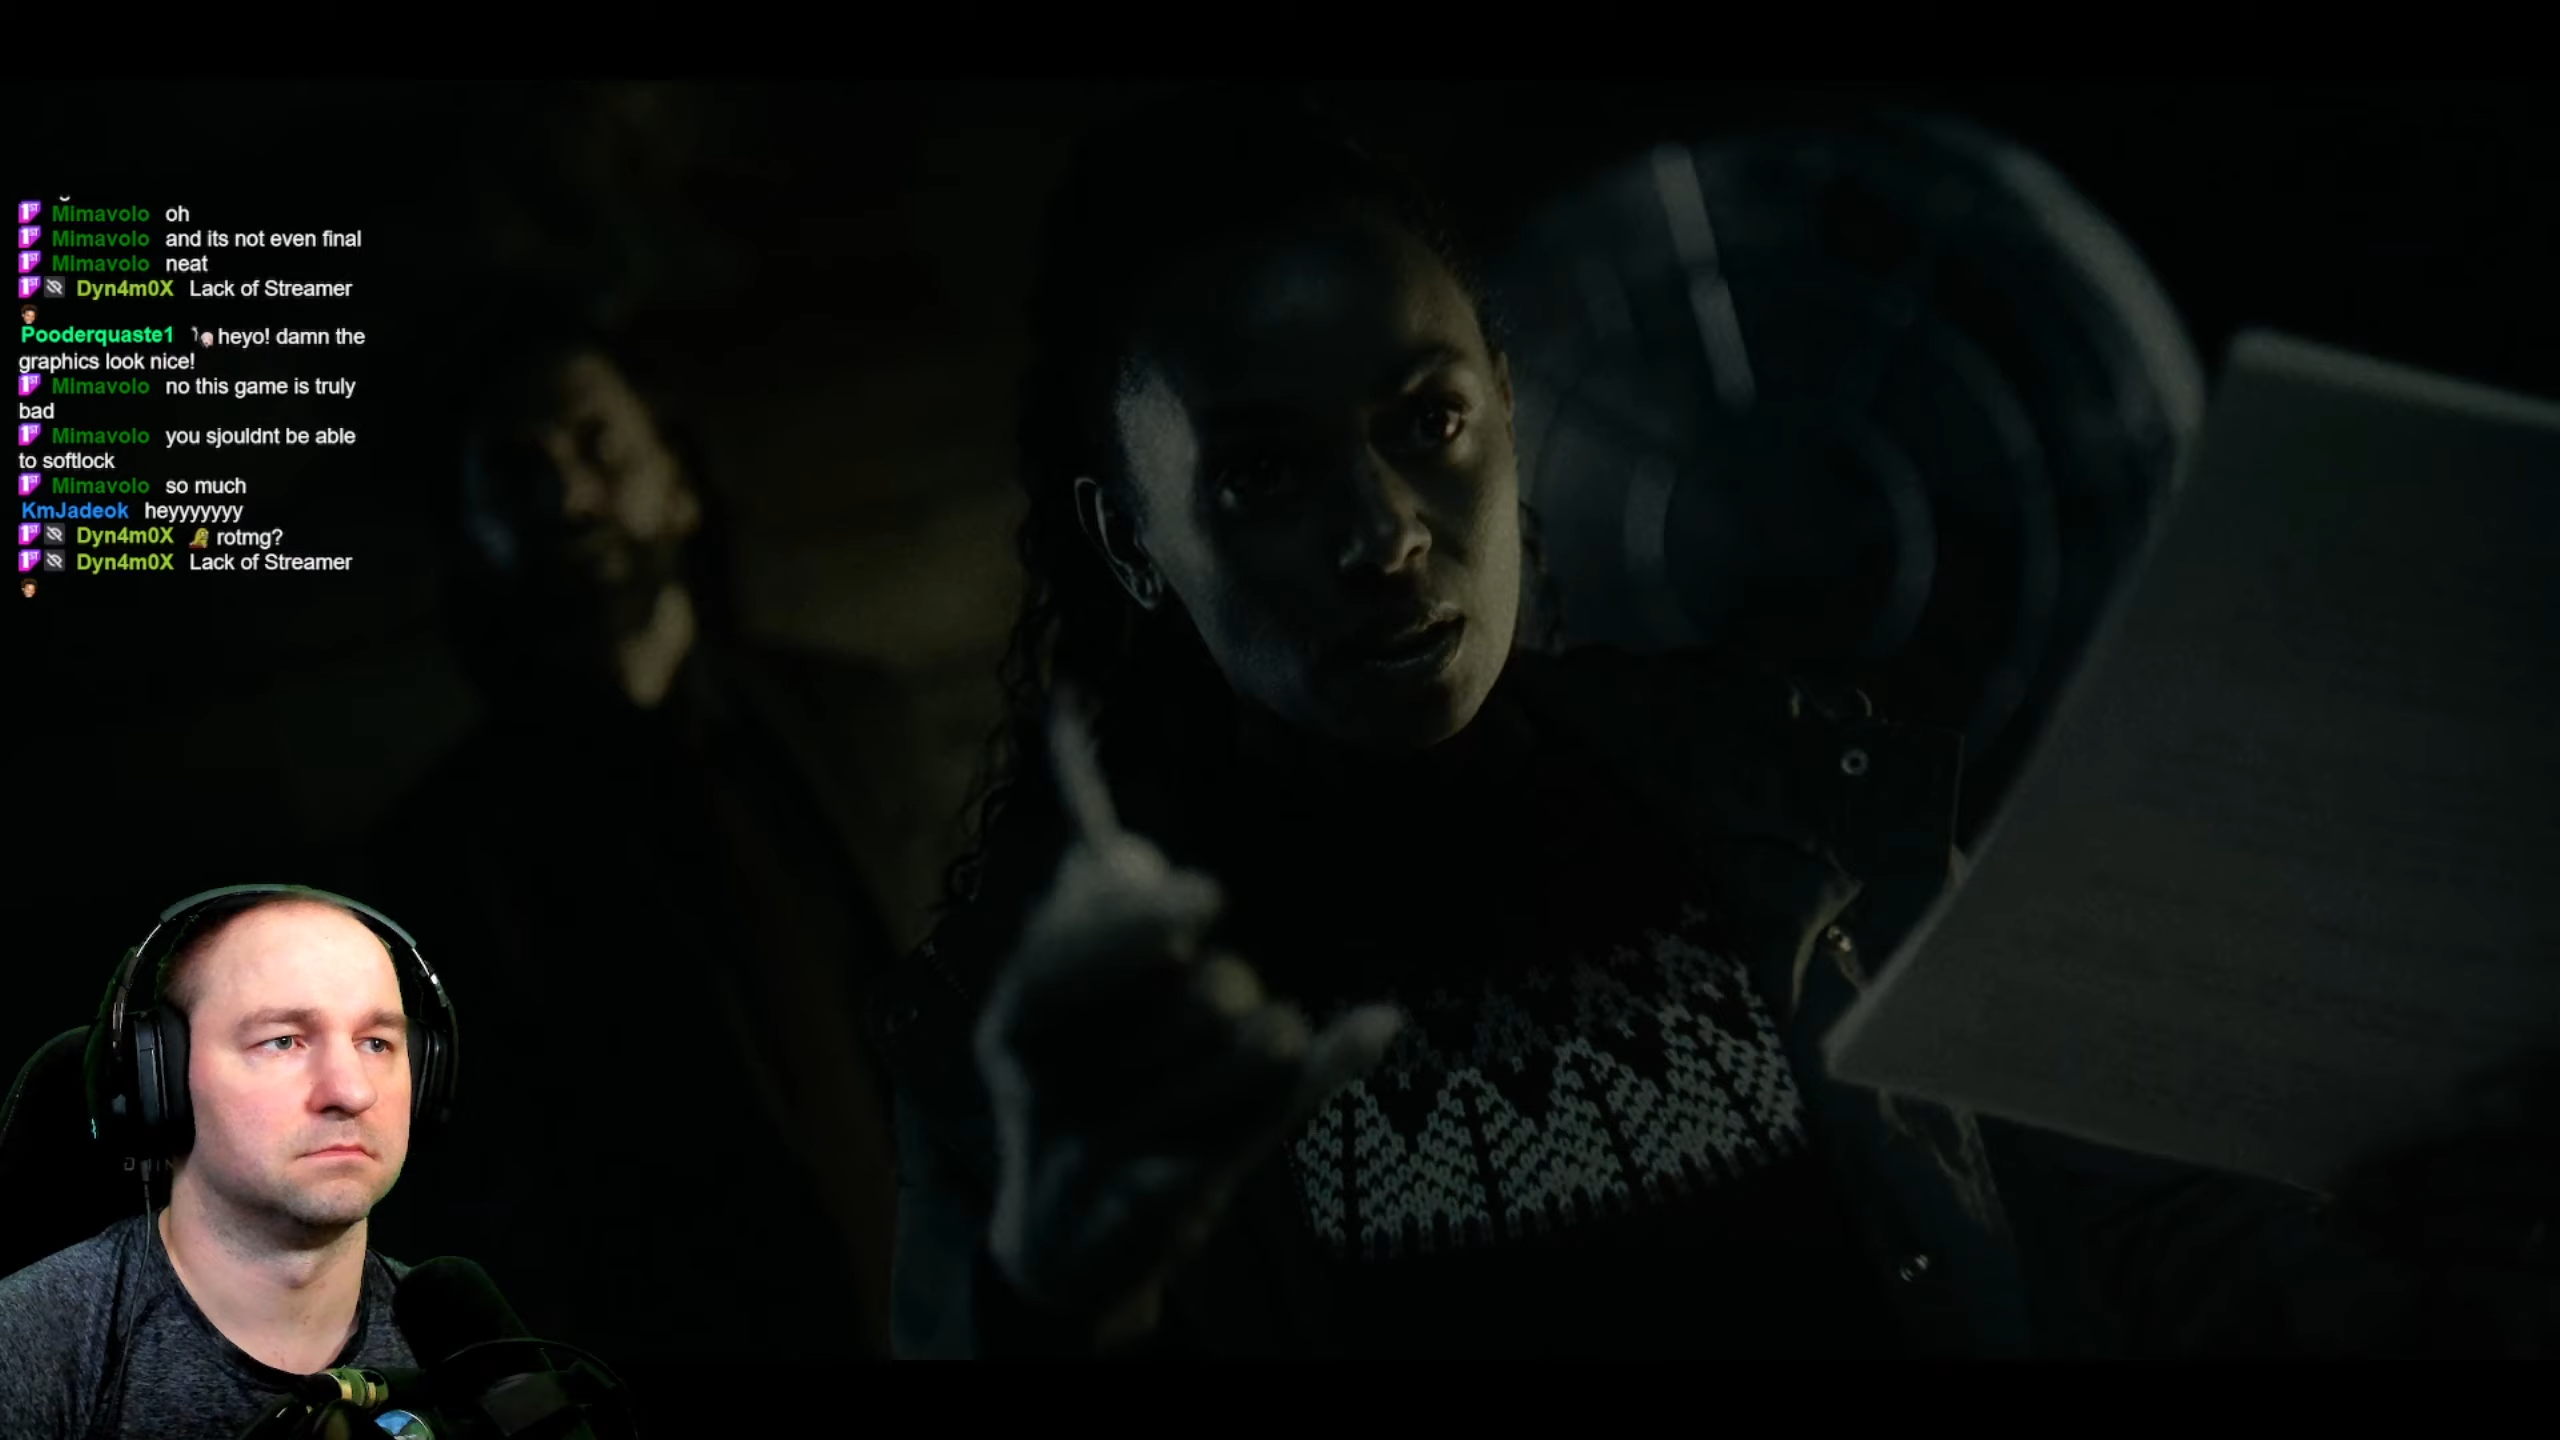 Mimavolo oh
Mimavolo and its not even final
Mimavolo neat
Dyn4m0X Lack of Streamer
Pooderquaste1 heyo! damn the
graphics look nice!
Mimavolo no this game is truly
bad
Mimavolo you sjouldnt be able
to softlock
Mimavolo so much
KmJadeok heyyyyyyy
Dyn4m0X rotmg?
Dyn4m0X Lack of Streamer